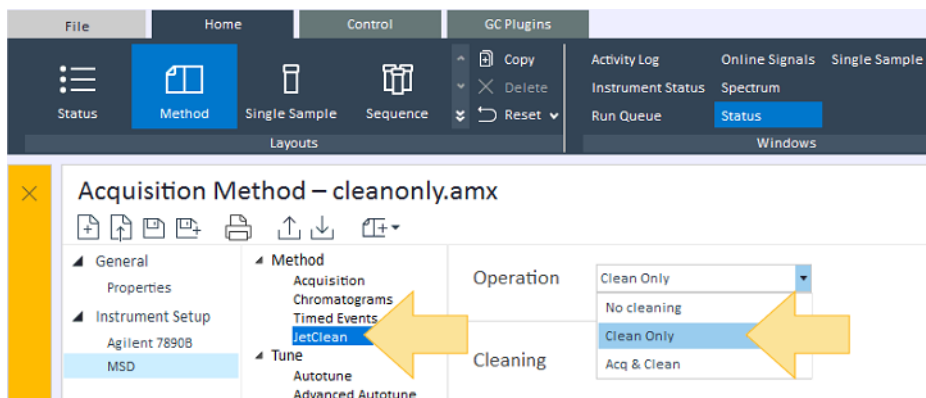 File Home Control GC Plugins
Status Method Single Sample Sequence
Copy
Delete
Reset
Layouts
Activity Log Online Signals Single Sample
Instrument Status Spectrum
Run Queue Status
Windows
Acquisition Method – cleanonly.amx
General
Properties
Instrument Setup
Agilent 7890B
MSD
Method
Acquisition
Chromatograms
Timed Events
JetClean
Tune
Autotune
Advanced Autotune
Operation Clean Only
No cleaning
Clean Only
Acq & Clean
Cleaning